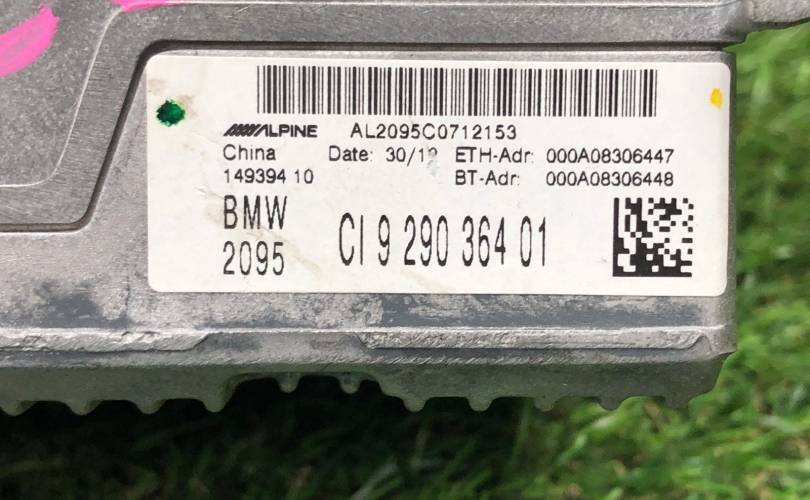 ALPINE AL2095C0712153
China Date: 30/12 ETH-Adr: 000A08306447
149394 10 BT-Adr: 000A08306448
BMW
2095 CI 9 290 364 01